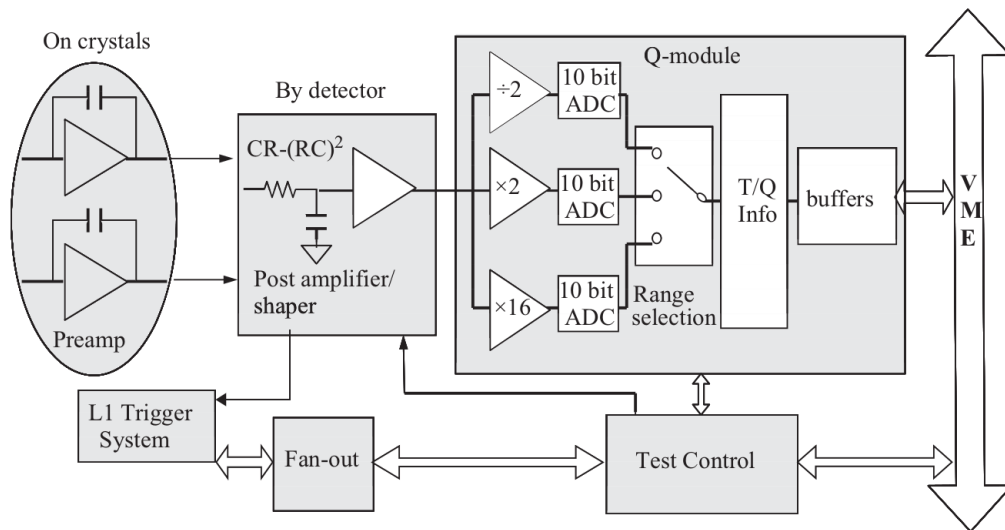 On crystals
Preamp
By detector
CR-(RC)²
Post amplifier/
shaper
Q-module
÷2
10 bit
ADC
×2
10 bit
ADC
×16
10 bit
ADC
Range
selection
T/Q
Info
buffers
VME
L1 Trigger
System
Fan-out
Test Control